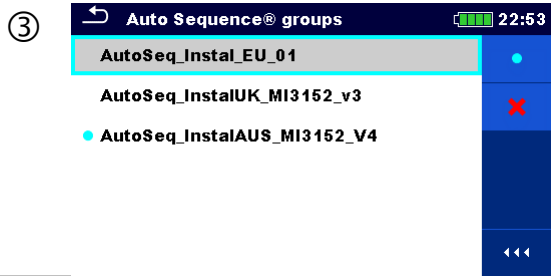 ③
Auto Sequence® groups 22:53
AutoSeq_Instal_EU_01
AutoSeq_InstalUK_MI3152_v3
AutoSeq_InstalAUS_MI3152_V4